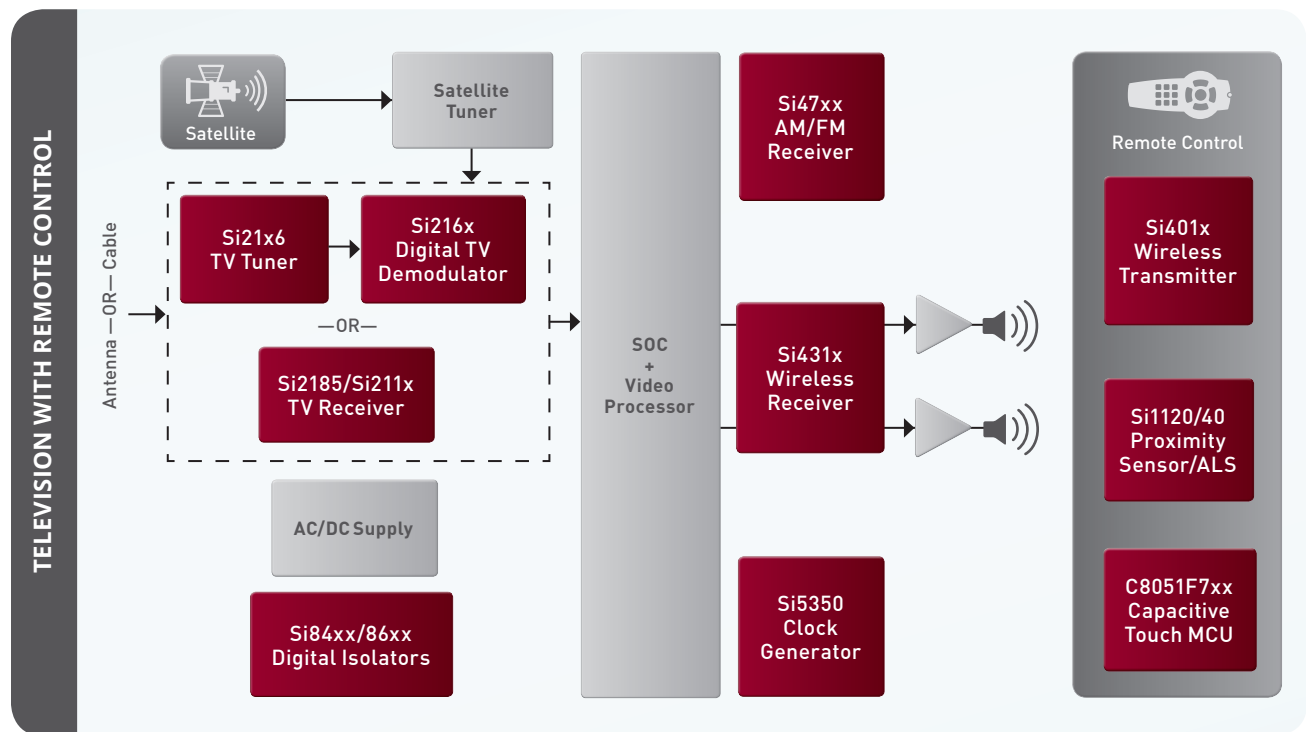 TELEVISION WITH REMOTE CONTROL
Antenna —OR— Cable
Satellite
Satellite
Tuner
Si21x6
TV Tuner
Si216x
Digital TV
Demodulator
—OR—
Si2185/Si211x
TV Receiver
AC/DC Supply
Si84xx/86xx
Digital Isolators
SOC
+
Video
Processor
Si47xx
AM/FM
Receiver
Si431x
Wireless
Receiver
Si5350
Clock
Generator
Remote Control
Si401x
Wireless
Transmitter
Si1120/40
Proximity
Sensor/ALS
C8051F7xx
Capacitive
Touch MCU